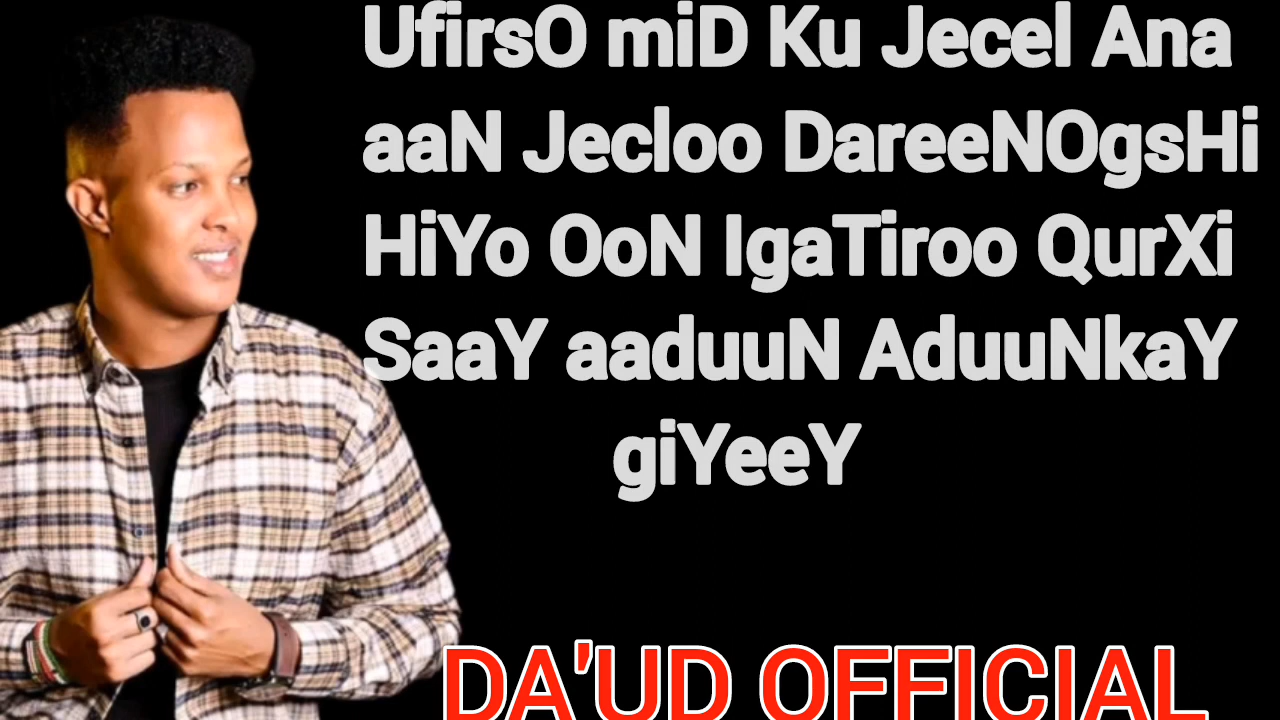 UfirsO miD Ku Jecel Ana
aaN Jecloo DareeNOgsHi
HiYo OoN IgaTiroo QurXi
SaaY aaduuN AduuNkaY
giYeeY
DA'UD OFFICIAL